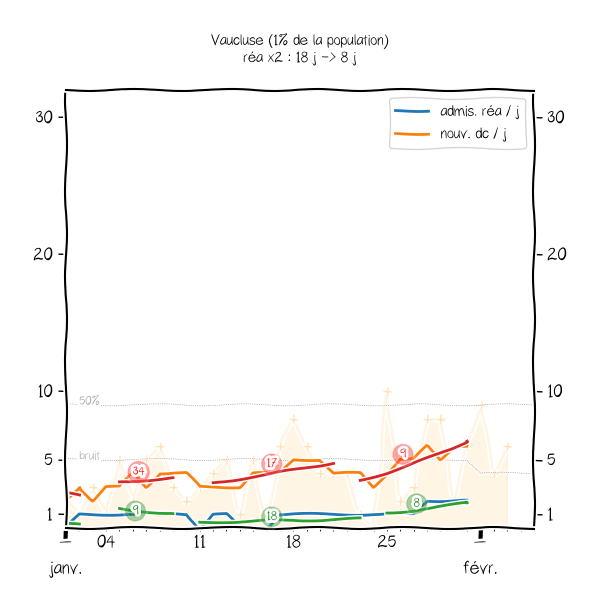 Vaucluse (1% de la population)
réa x2 : 18 j -> 8 j
admis. réa / j
nouv. dc / j
30 30
20 20
10 10
50%
5 bruit 5
34 17 9
1 9 18 8 1
04 11 18 25
janv. févr.